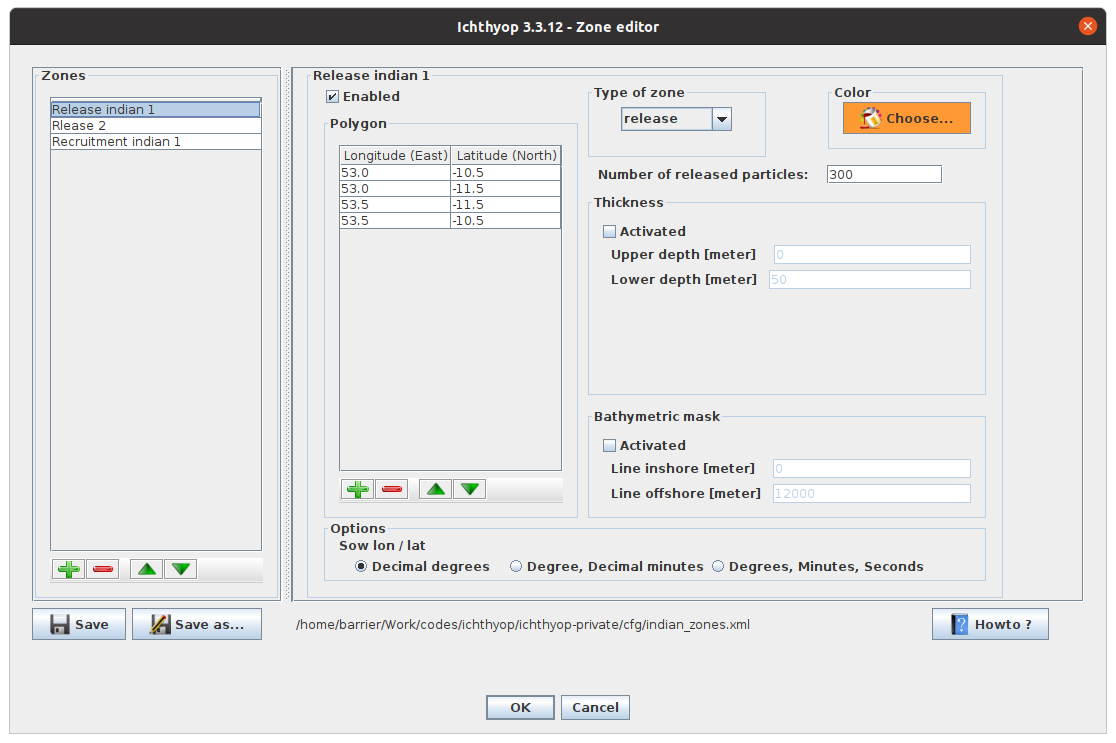 Ichthyop 3.3.12 - Zone editor
Zones
Release indian 1
Rlease 2
Recruitment indian 1
Save
Save as...
Release indian 1
Enabled
Polygon
Longitude (East) Latitude (North)
53.0 -10.5
53.0 -11.5
53.5 -11.5
53.5 -10.5
Type of zone
release
Color
Choose...
Number of released particles: 300
Thickness
Activated
Upper depth [meter] 0
Lower depth [meter] 50
Bathymetric mask
Activated
Line inshore [meter] 0
Line offshore [meter] 12000
Options
Sow lon / lat
Decimal degrees Degree, Decimal minutes Degrees, Minutes, Seconds
/home/barrier/Work/codes/ichthyop/ichthyop-private/cfg/indian_zones.xml
Howto ?
OK Cancel